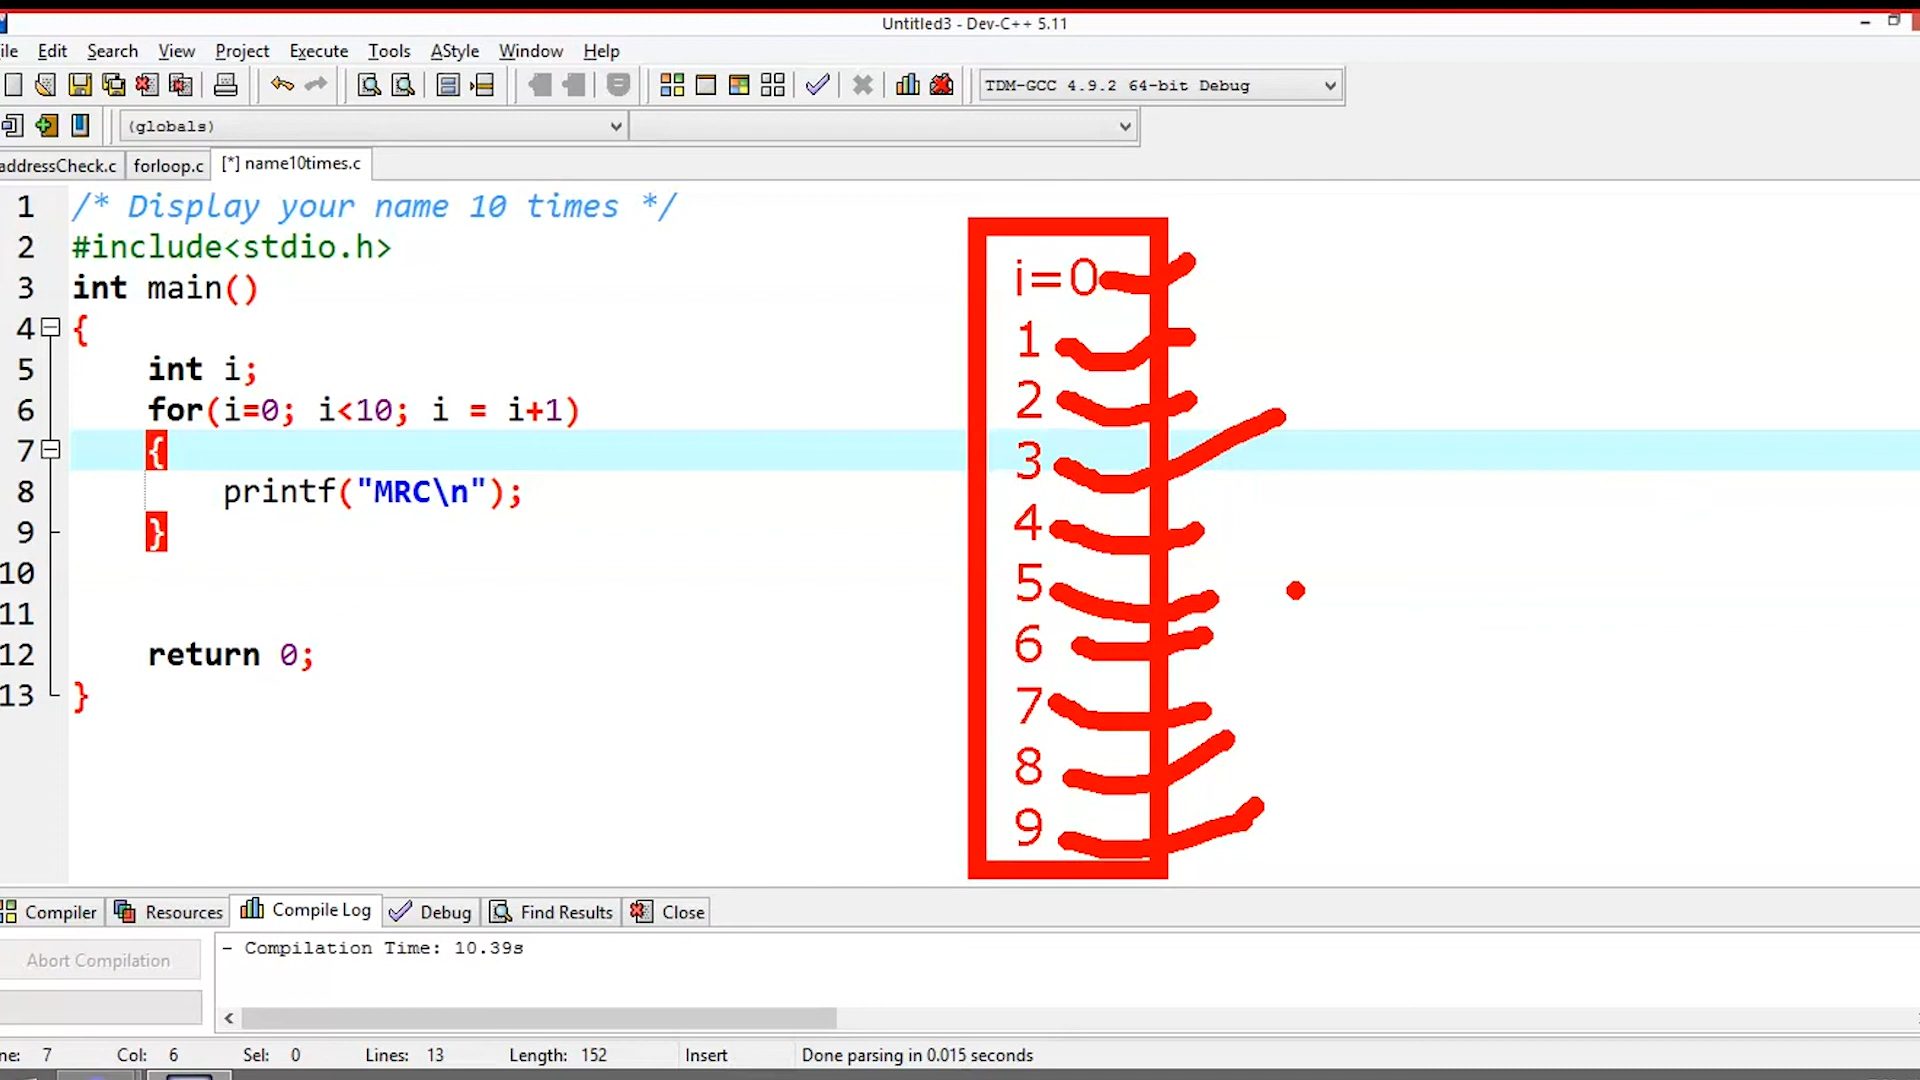 Untitled3 - Dev-C++ 5.11
ile Edit Search View Project Execute Tools AStyle Window Help
TDM-GCC 4.9.2 64-bit Debug
(globals)
addressCheck.c forloop.c [*] name10times.c
1 /* Display your name 10 times */
2 #include<stdio.h>
3 int main()
4 {
5 int i;
6 for(i=0; i<10; i = i+1)
7 {
8 printf("MRC\n");
9 }
10
11
12 return 0;
13 }
i=0
1
2
3
4
5
6
7
8
9
Compiler Resources Compile Log Debug Find Results Close
Abort Compilation
- Compilation Time: 10.39s
ne: 7 Col: 6 Sel: 0 Lines: 13 Length: 152 Insert Done parsing in 0.015 seconds